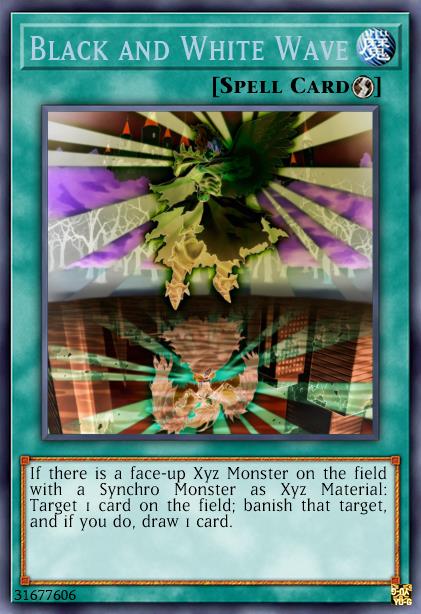 Black and White Wave
[Spell Card]
If there is a face-up Xyz Monster on the field
with a Synchro Monster as Xyz Material:
Target 1 card on the field; banish that target,
and if you do, draw 1 card.
31677606